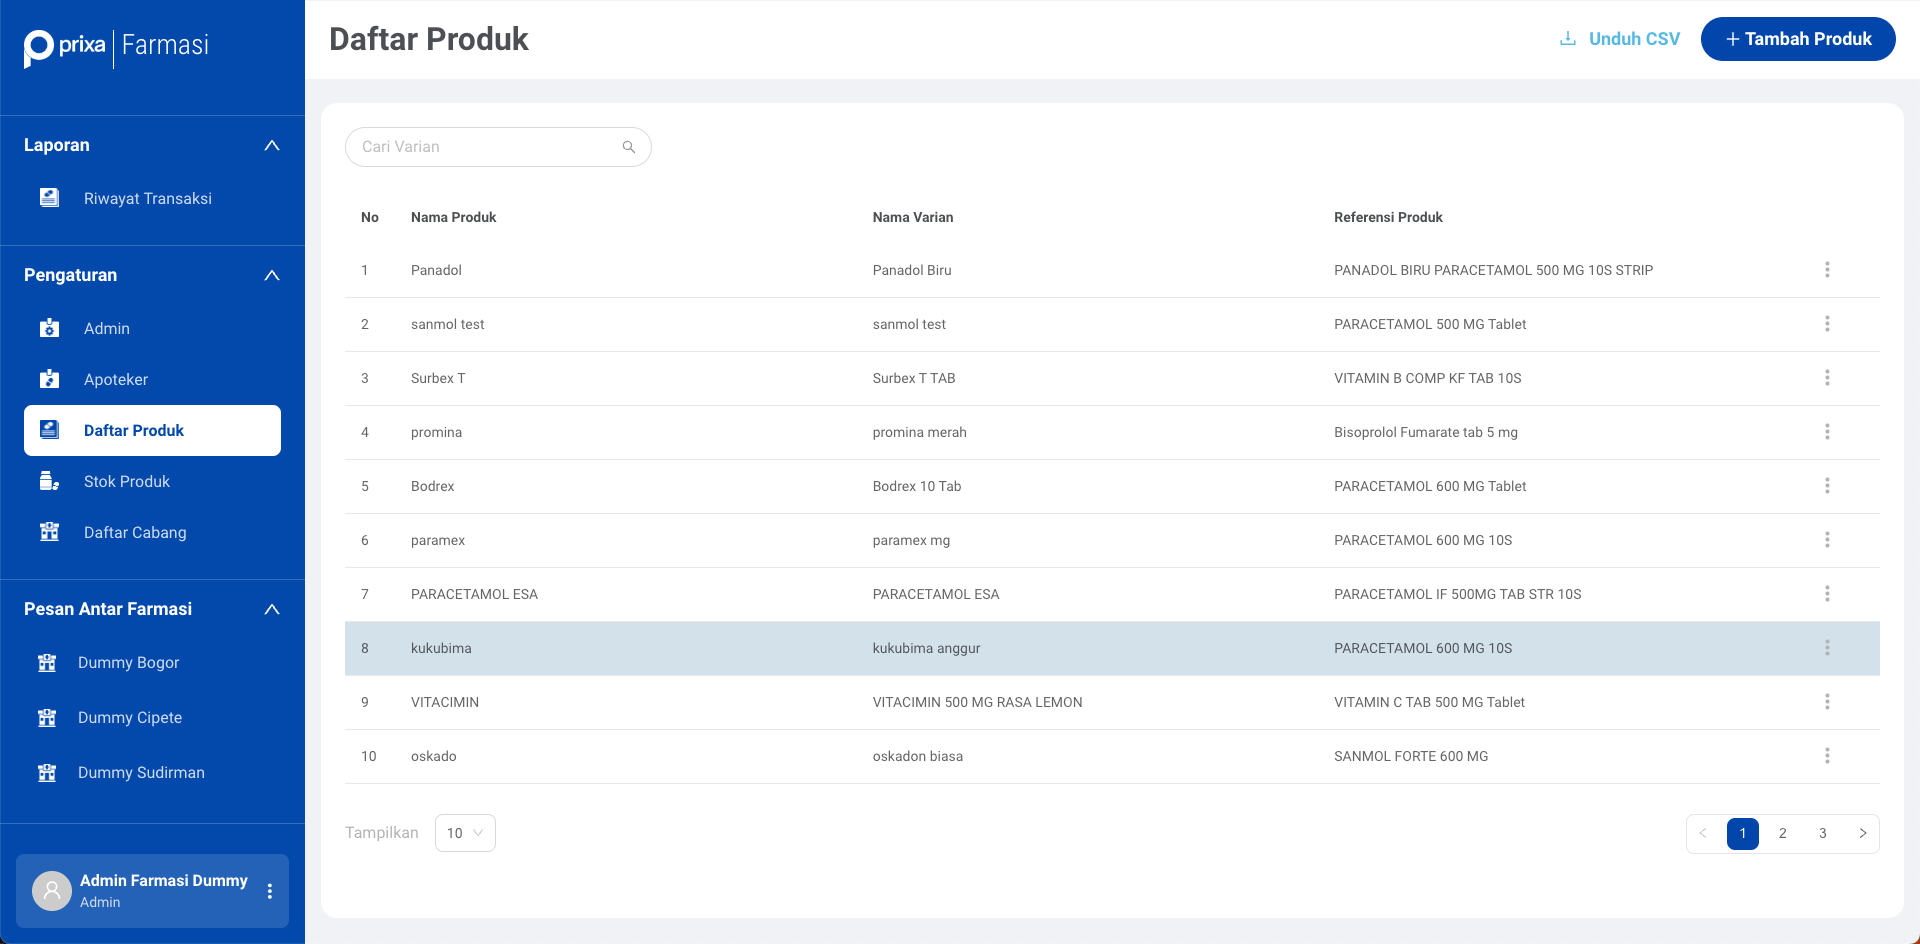 prixa Farmasi
Laporan
Riwayat Transaksi
Pengaturan
Admin
Apoteker
Daftar Produk
Stok Produk
Daftar Cabang
Pesan Antar Farmasi
Dummy Bogor
Dummy Cipete
Dummy Sudirman
Admin Farmasi Dummy
Admin
Daftar Produk
Unduh CSV
+ Tambah Produk
Cari Varian
No Nama Produk Nama Varian Referensi Produk
1 Panadol Panadol Biru PANADOL BIRU PARACETAMOL 500 MG 10S STRIP
2 sanmol test sanmol test PARACETAMOL 500 MG Tablet
3 Surbex T Surbex T TAB VITAMIN B COMP KF TAB 10S
4 promina promina merah Bisoprolol Fumarate tab 5 mg
5 Bodrex Bodrex 10 Tab PARACETAMOL 600 MG Tablet
6 paramex paramex mg PARACETAMOL 600 MG 10S
7 PARACETAMOL ESA PARACETAMOL ESA PARACETAMOL IF 500MG TAB STR 10S
8 kukubima kukubima anggur PARACETAMOL 600 MG 10S
9 VITACIMIN VITACIMIN 500 MG RASA LEMON VITAMIN C TAB 500 MG Tablet
10 oskado oskadon biasa SANMOL FORTE 600 MG
Tampilkan 10
< 1 2 3 >